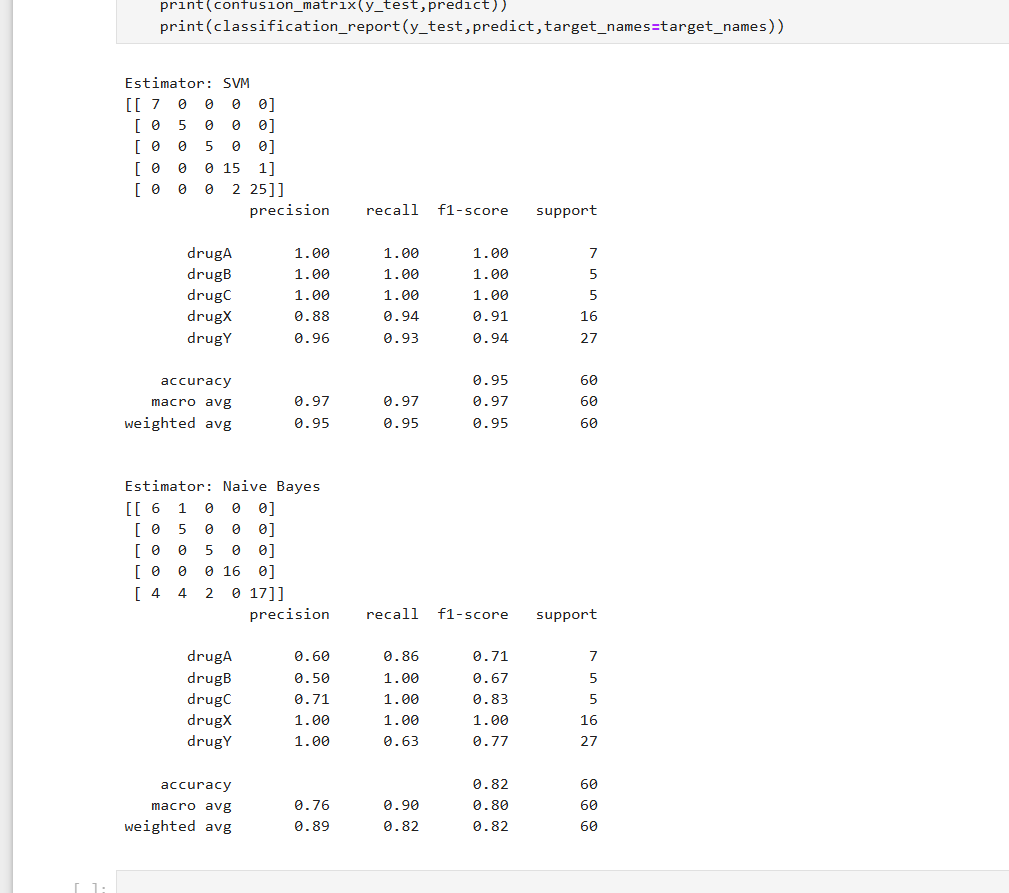 print(confusion_matrix(y_test,predict))
print(classification_report(y_test,predict,target_names=target_names))
Estimator: SVM
[[ 7  0  0  0  0]
 [ 0  5  0  0  0]
 [ 0  0  5  0  0]
 [ 0  0  0 15  1]
 [ 0  0  0  2 25]]
              precision    recall  f1-score   support
       drugA       1.00      1.00      1.00         7
       drugB       1.00      1.00      1.00         5
       drugC       1.00      1.00      1.00         5
       drugX       0.88      0.94      0.91        16
       drugY       0.96      0.93      0.94        27
    accuracy                           0.95        60
   macro avg       0.97      0.97      0.97        60
weighted avg       0.95      0.95      0.95        60
Estimator: Naive Bayes
[[ 6  1  0  0  0]
 [ 0  5  0  0  0]
 [ 0  0  5  0  0]
 [ 0  0  0 16  0]
 [ 4  4  2  0 17]]
              precision    recall  f1-score   support
       drugA       0.60      0.86      0.71         7
       drugB       0.50      1.00      0.67         5
       drugC       0.71      1.00      0.83         5
       drugX       1.00      1.00      1.00        16
       drugY       1.00      0.63      0.77        27
    accuracy                           0.82        60
   macro avg       0.76      0.90      0.80        60
weighted avg       0.89      0.82      0.82        60
[ ]: